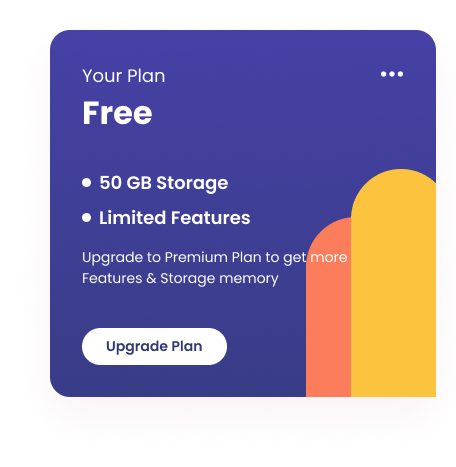 Your Plan
Free
50 GB Storage
Limited Features
Upgrade to Premium Plan to get more
Features & Storage memory
Upgrade Plan